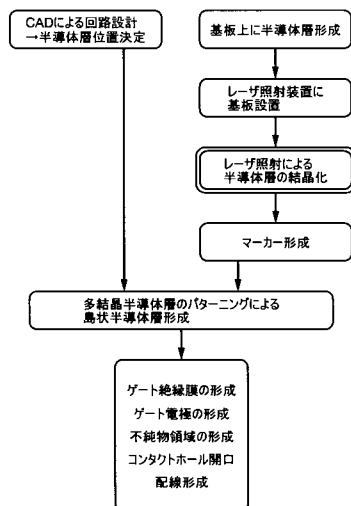 CADによる回路設計
→半導体層位置決定
基板上に半導体層形成
レーザ照射装置に
基板設置
レーザ照射による
半導体層の結晶化
マーカー形成
多結晶半導体層のパターニングによる
島状半導体層形成
ゲート絶縁膜の形成
ゲート電極の形成
不純物領域の形成
コンタクトホール開口
配線形成